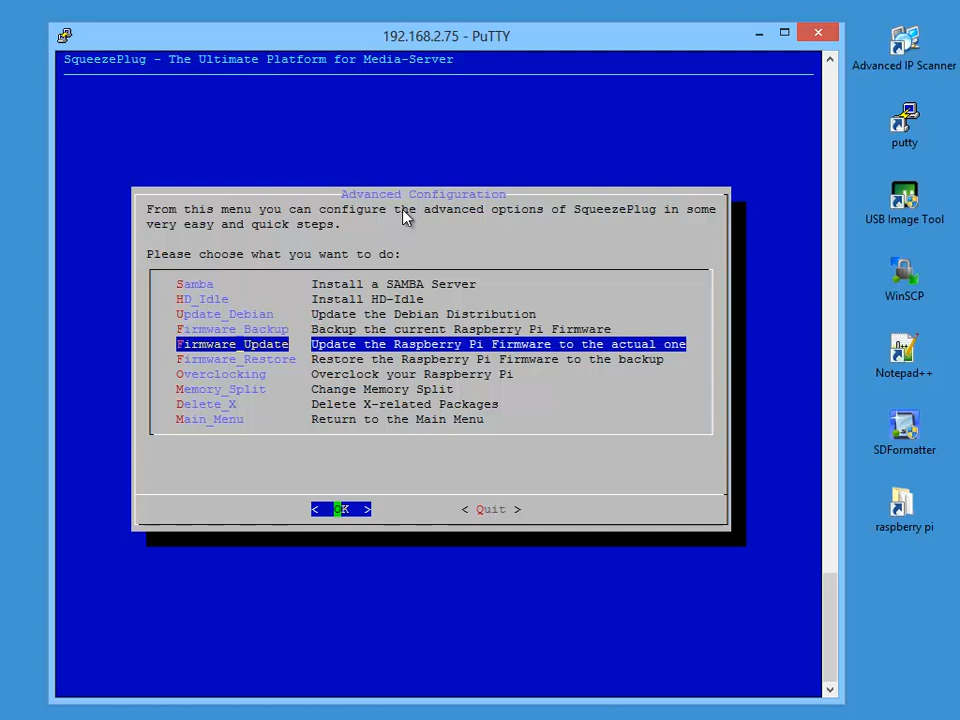 192.168.2.75 - PuTTY
SqueezePlug - The Ultimate Platform for Media-Server
Advanced Configuration
From this menu you can configure the advanced options of SqueezePlug in some
very easy and quick steps.
Please choose what you want to do:
Samba Install a SAMBA Server
HD_Idle Install HD-Idle
Update_Debian Update the Debian Distribution
Firmware_Backup Backup the current Raspberry Pi Firmware
Firmware_Update Update the Raspberry Pi Firmware to the actual one
Firmware_Restore Restore the Raspberry Pi Firmware to the backup
Overclocking Overclock your Raspberry Pi
Memory_Split Change Memory Split
Delete_X Delete X-related Packages
Main_Menu Return to the Main Menu
< OK > < Quit >
Advanced IP Scanner
putty
USB Image Tool
WinSCP
Notepad++
SDFormatter
raspberry pi